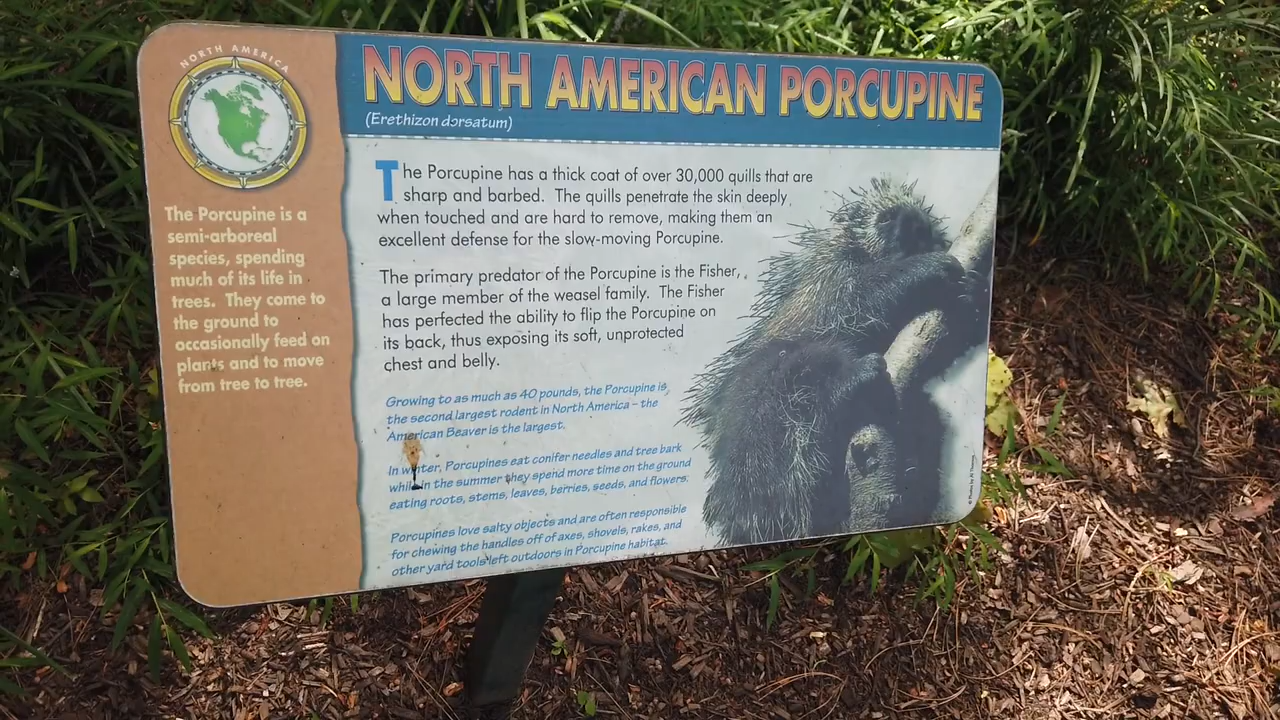 NORTH AMERICA
The Porcupine is a
semi-arboreal
species, spending
much of its life in
trees. They come to
the ground to
occasionally feed on
plants and to move
from tree to tree.
NORTH AMERICAN PORCUPINE
(Erethizon dorsatum)
The Porcupine has a thick coat of over 30,000 quills that are
sharp and barbed. The quills penetrate the skin deeply
when touched and are hard to remove, making them an
excellent defense for the slow-moving Porcupine.
The primary predator of the Porcupine is the Fisher,
a large member of the weasel family. The Fisher
has perfected the ability to flip the Porcupine on
its back, thus exposing its soft, unprotected
chest and belly.
Growing to as much as 40 pounds, the Porcupine is
the second largest rodent in North America – the
American Beaver is the largest.
In winter, Porcupines eat conifer needles and tree bark
while in the summer they spend more time on the ground
eating roots, stems, leaves, berries, seeds, and flowers.
Porcupines love salty objects and are often responsible
for chewing the handles off of axes, shovels, rakes, and
other yard tools left outdoors in Porcupine habitat.